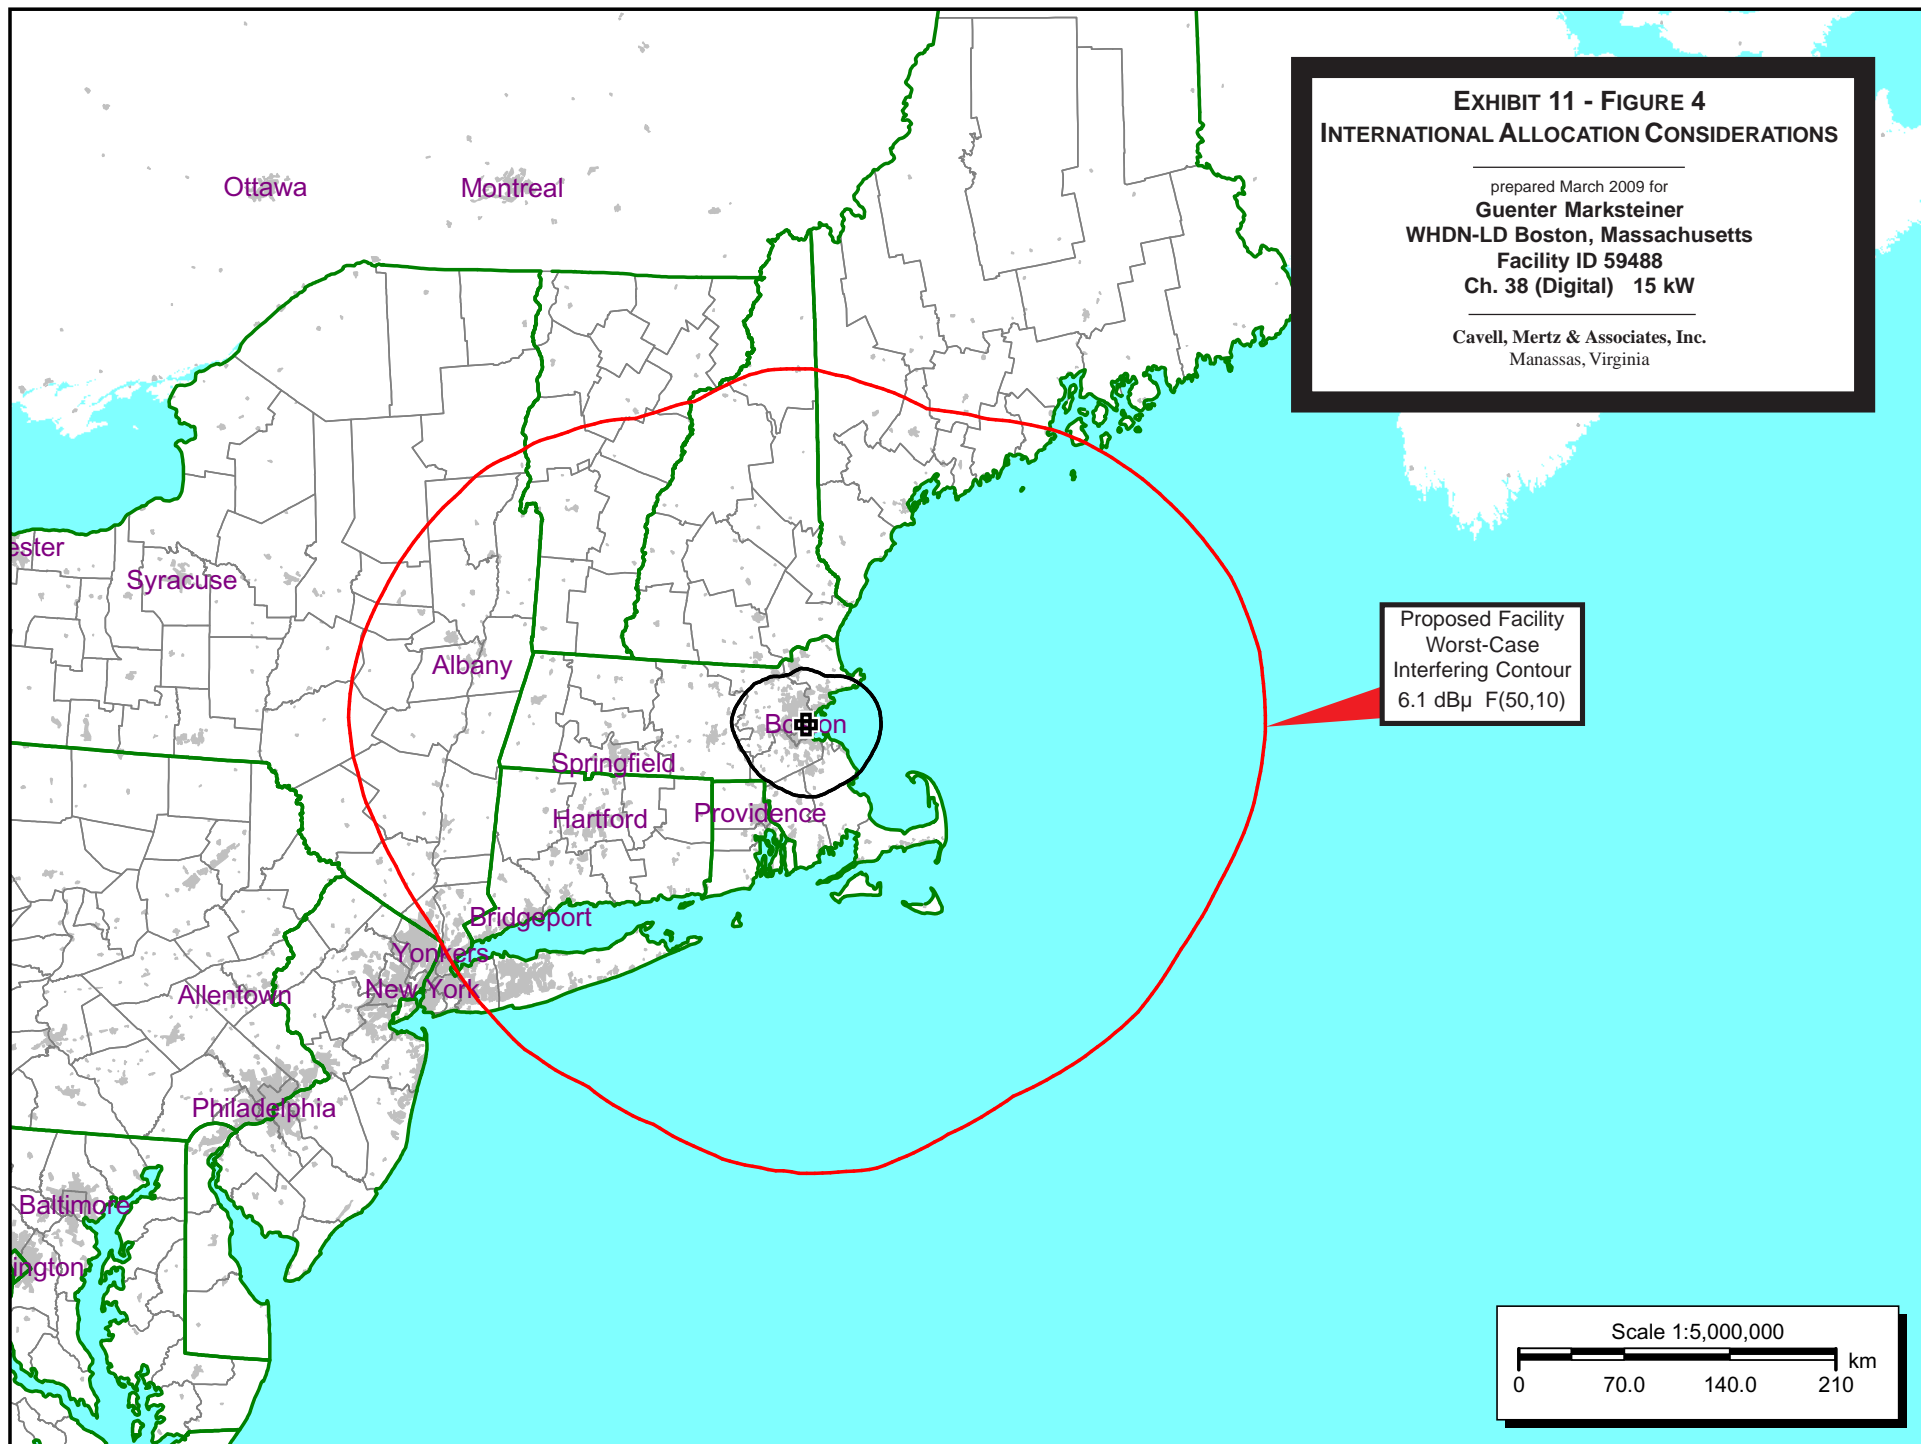 EXHIBIT 11 - FIGURE 4
INTERNATIONAL ALLOCATION CONSIDERATIONS
prepared March 2009 for
Guenter Marksteiner
WHDN-LD Boston, Massachusetts
Facility ID 59488
Ch. 38 (Digital) 15 kW
Cavell, Mertz & Associates, Inc.
Manassas, Virginia
Ottawa
Montreal
ester
Syracuse
Albany
Proposed Facility
Worst-Case
Interfering Contour
6.1 dBµ F(50,10)
Boston
Springfield
Hartford
Providence
Bridgeport
Yonkers
New York
Allentown
Philadelphia
Baltimore
ington
Scale 1:5,000,000
km
0 70.0 140.0 210